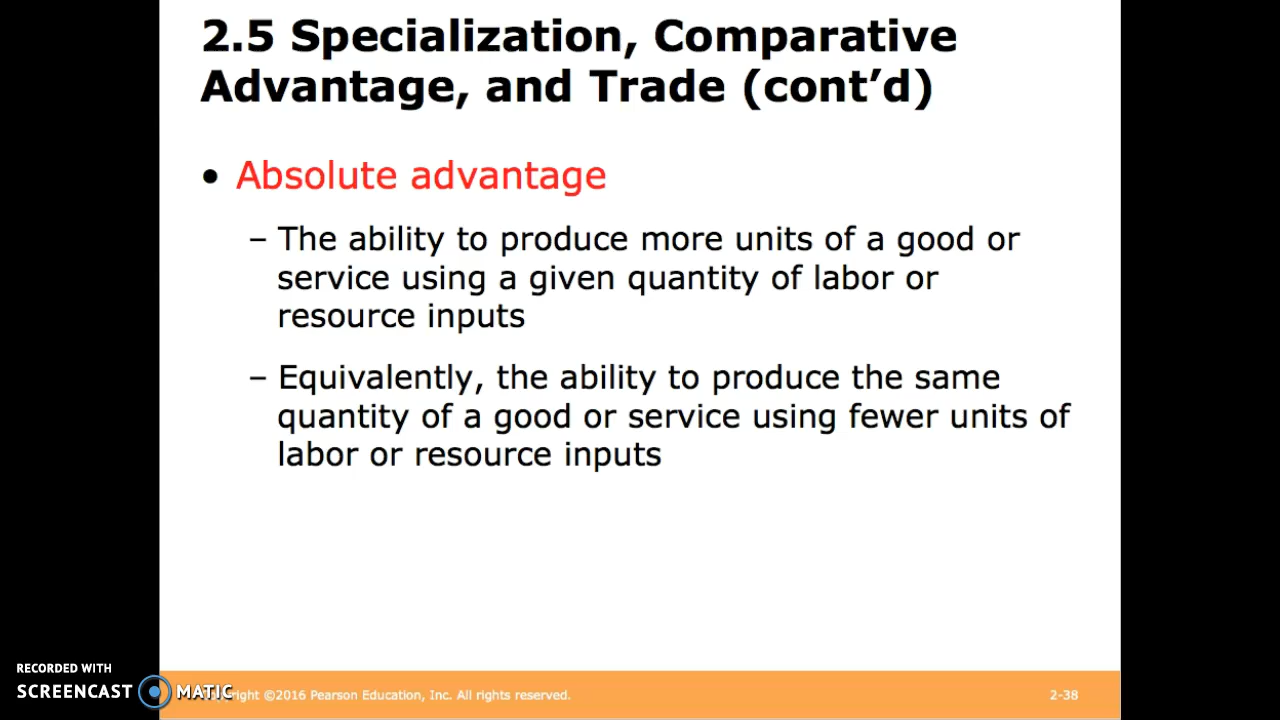 2.5 Specialization, Comparative
Advantage, and Trade (cont’d)
• Absolute advantage
– The ability to produce more units of a good or
service using a given quantity of labor or
resource inputs
– Equivalently, the ability to produce the same
quantity of a good or service using fewer units of
labor or resource inputs
RECORDED WITH
SCREENCAST MATIC
©2016 Pearson Education, Inc. All rights reserved.
2-38